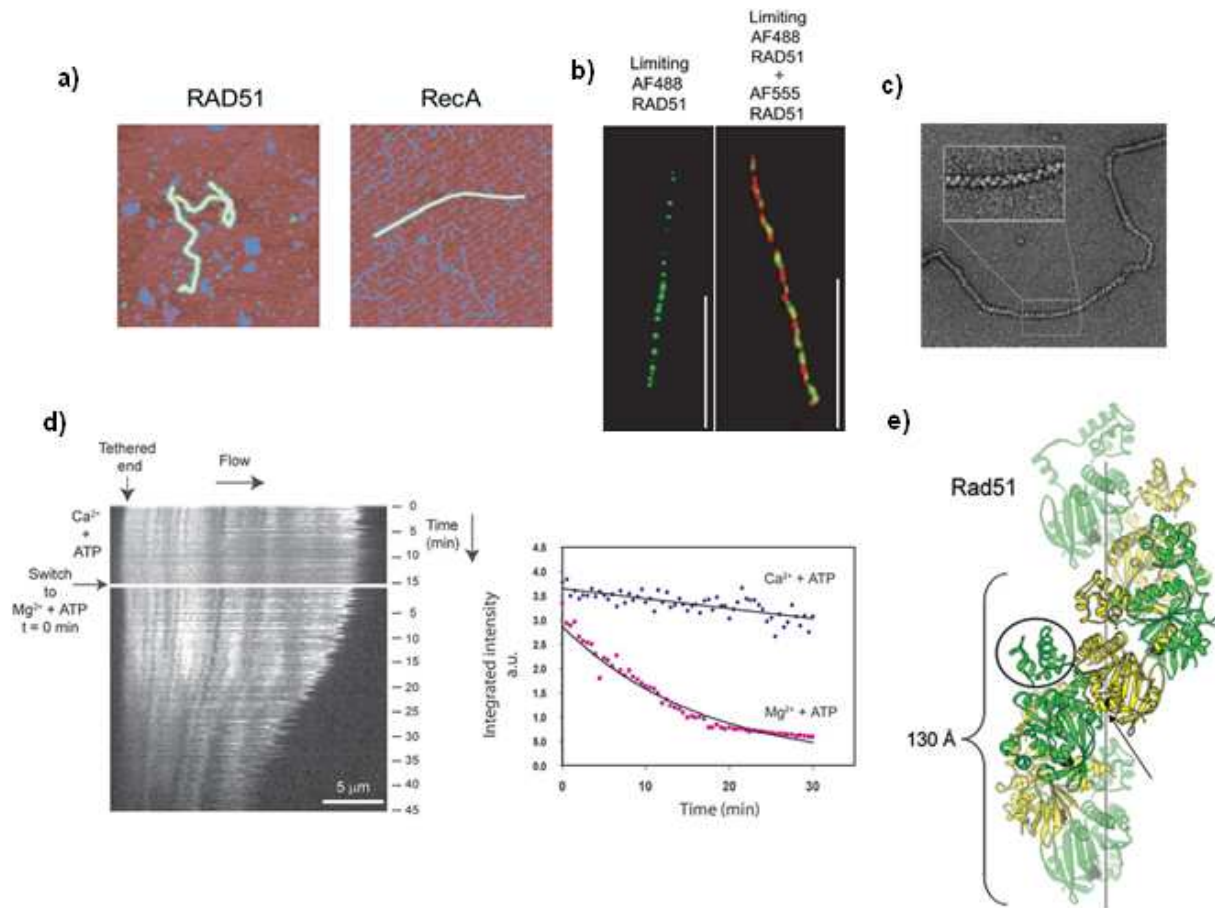 a)
RAD51
RecA
b)
Limiting
AF488
RAD51
Limiting
AF488
RAD51
+
AF555
RAD51
c)
d)
Tethered
end
Flow
Ca²⁺
+
ATP
Switch
to
Mg²⁺ + ATP
t = 0 min
Time
(min)
0
5
10
15
5
10
15
20
25
30
35
40
45
5 μm
Integrated intensity
a.u.
4.5
4.0
3.5
3.0
2.5
2.0
1.5
1.0
0.5
0.0
Ca²⁺ + ATP
Mg²⁺ + ATP
0
10
20
30
Time (min)
e)
Rad51
130 Å